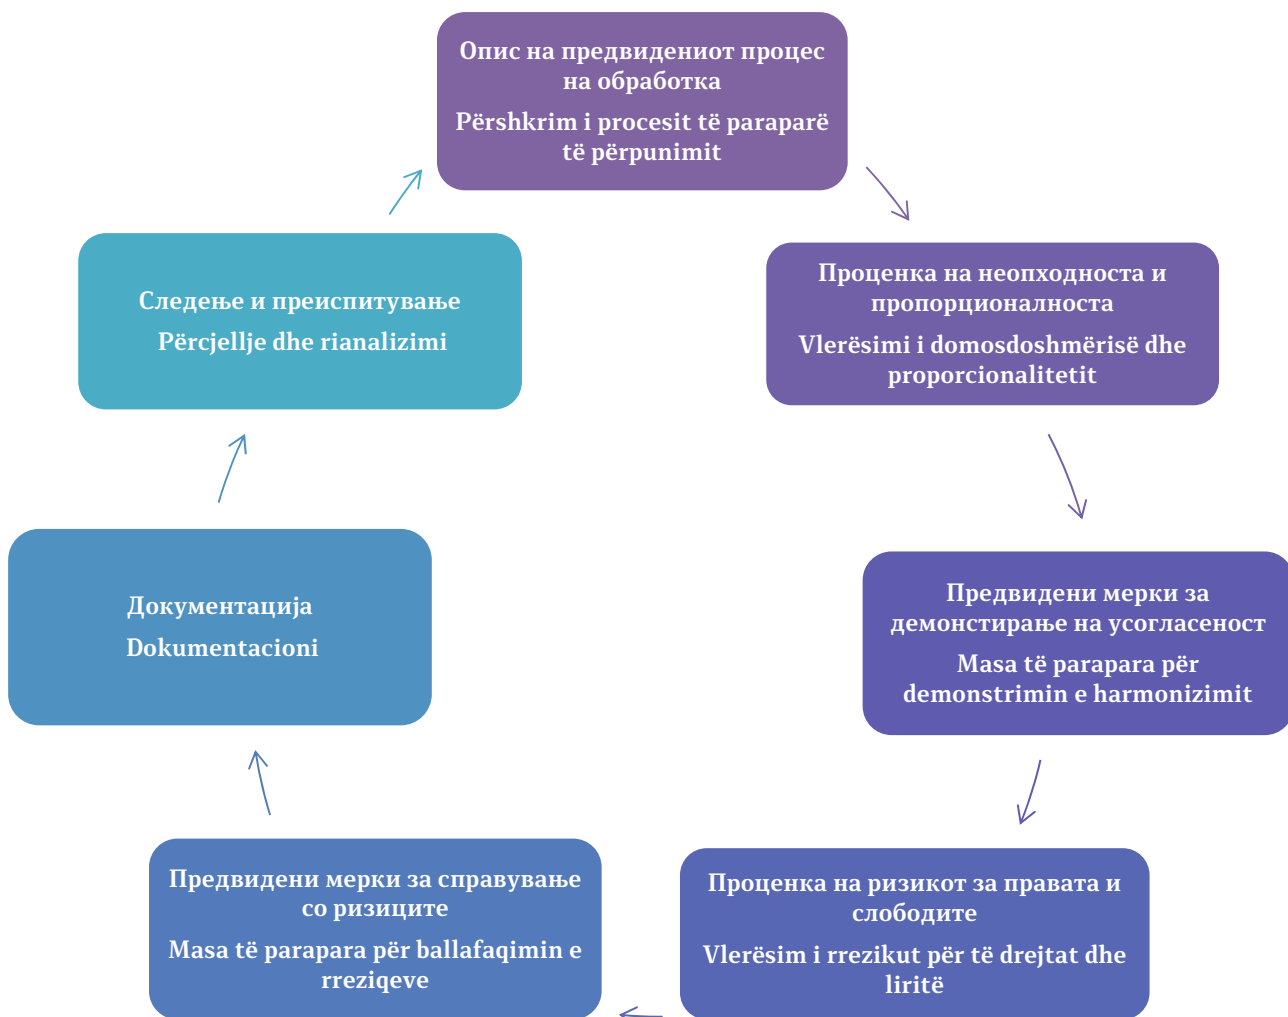 Опис на предвидениот процес
на обработка
Përshkrim i procesit të paraparë
të përpunimit
Проценка на неопходноста и
пропорционалноста
Vlerësimi i domosdoshmërisë dhe
proporcionalitetit
Предвидени мерки за
демонстирање на усогласеност
Masa të parapara për
demonstrimin e harmonizimit
Проценка на ризикот за правата и
слободите
Vlerësim i rrezikut për të drejtat dhe
liritë
Предвидени мерки за справување
со ризиците
Masa të parapara për ballafaqimin e
rreziqeve
Документација
Dokumentacioni
Следење и преиспитување
Përcjellje dhe rianalizimi